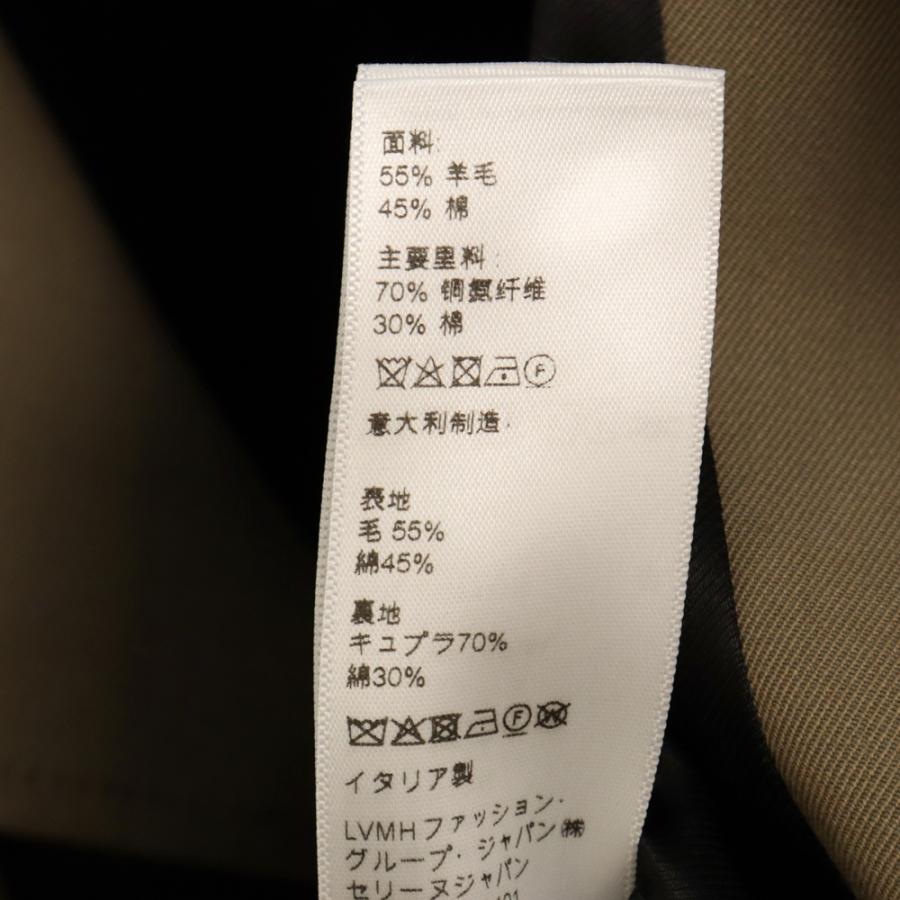 面料:
55% 羊毛
45% 棉
主要里料:
70% 铜氨纤维
30% 棉
F
意大利制造.
表地
毛 55%
綿45%
裏地
キュプラ70%
綿30%
F W
イタリア製
LVMHファッション・
グループ・ジャパン㈱
セリーヌジャパン